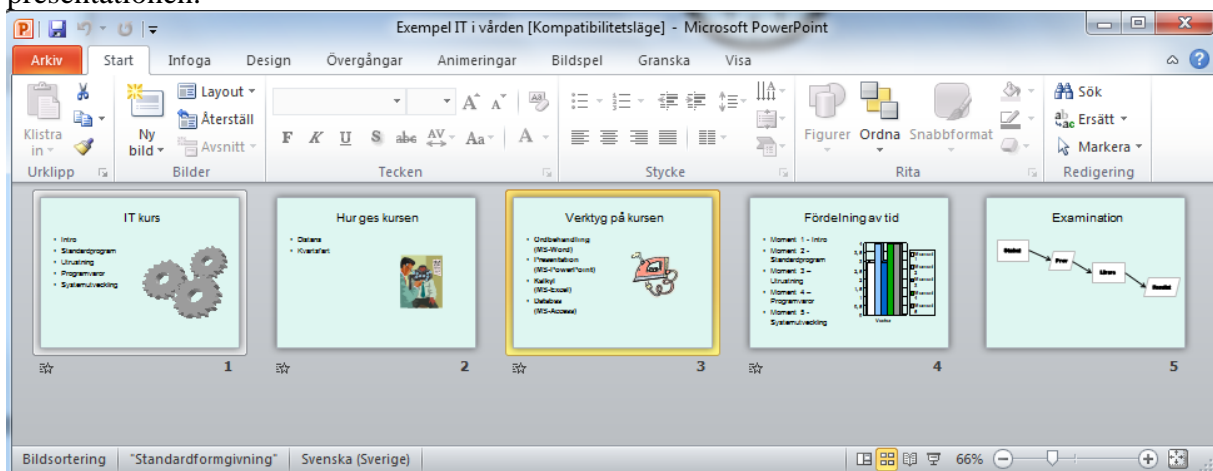 presentationen.
Exempel IT i vården [Kompatibilitetsläge] - Microsoft PowerPoint
Arkiv Start Infoga Design Övergångar Animeringar Bildspel Granska Visa
Klistra in
Ny bild
Layout
Återställ
Avsnitt
F K U S abc AV Aa A
Figurer Ordna Snabbformat
Sök
Ersätt
Markera
Urklipp Bilder Tecken Stycke Rita Redigering
IT kurs
• Intro
• Standardprogram
• Utrustning
• Programvaror
• Systemutveckling
1
Hur ges kursen
• Distans
• Kvartsfart
2
Verktyg på kursen
• Ordbehandling
(MS-Word)
• Presentation
(MS-PowerPoint)
• Kalkyl
(MS-Excel)
• Databas
(MS-Access)
3
Fördelning av tid
• Moment 1 - Intro
• Moment 2 -
Standardprogram
• Moment 3 –
Utrustning
• Moment 4 –
Programvaror
• Moment 5 -
Systemutveckling
Veckor
4
Examination
5
Bildsortering "Standardformgivning" Svenska (Sverige) 66%